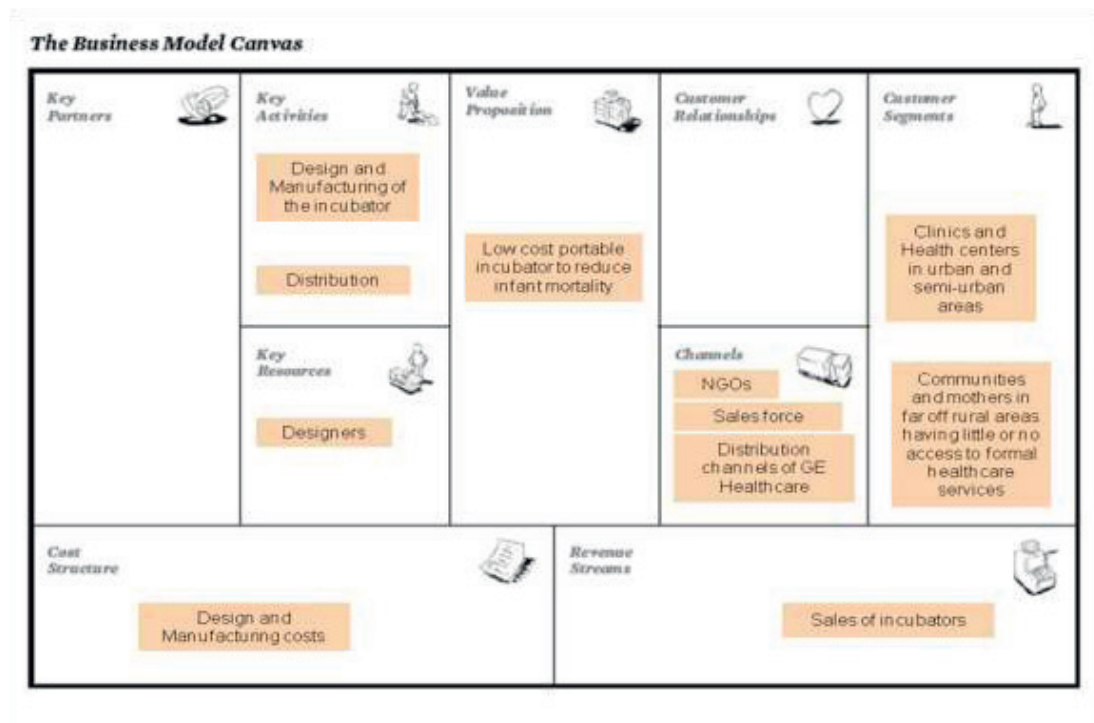 The Business Model Canvas
Key
Partners
Key
Activities
Design and
Manufacturing of
the incubator
Distribution
Key
Resources
Designers
Value
Proposition
Low cost portable
incubator to reduce
infant mortality
Customer
Relationships
Channels
NGOs
Sales force
Distribution
channels of GE
Healthcare
Customer
Segments
Clinics and
Health centers
in urban and
semi-urban
areas
Communities
and mothers in
far off rural areas
having little or no
access to formal
healthcare
services
Cost
Structure
Design and
Manufacturing costs
Revenue
Streams
Sales of incubators